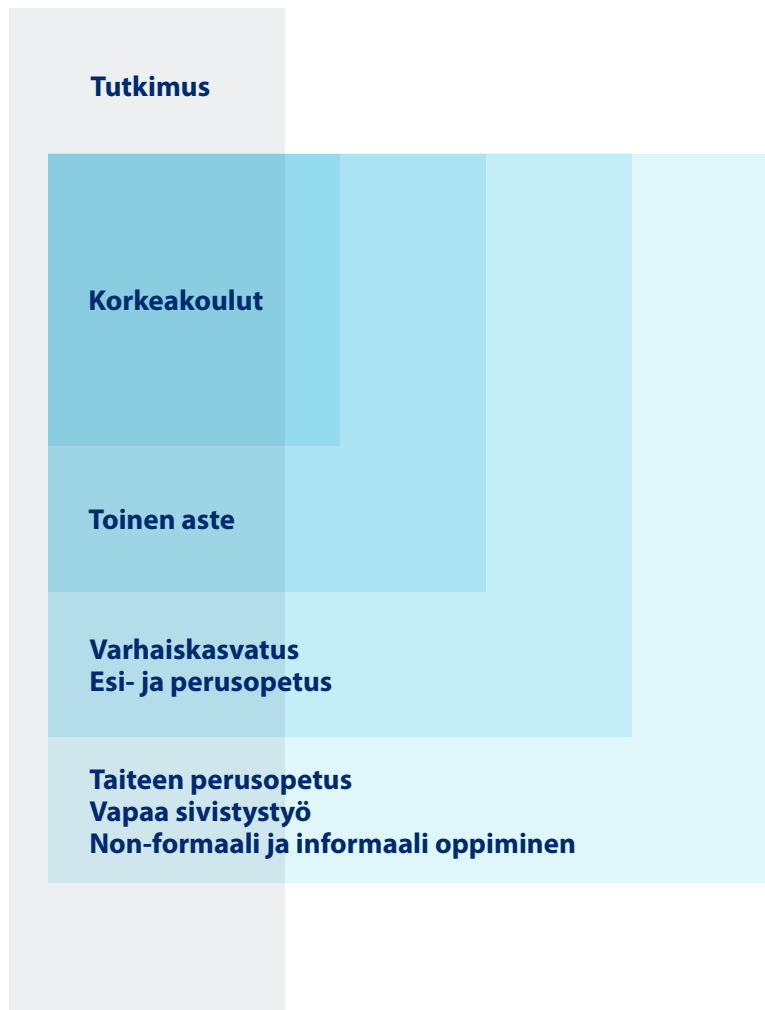 Tutkimus
Korkeakoulut
Toinen aste
Varhaiskasvatus
Esi- ja perusopetus
Taiteen perusopetus
Vapaa sivistystyö
Non-formaali ja informaali oppiminen